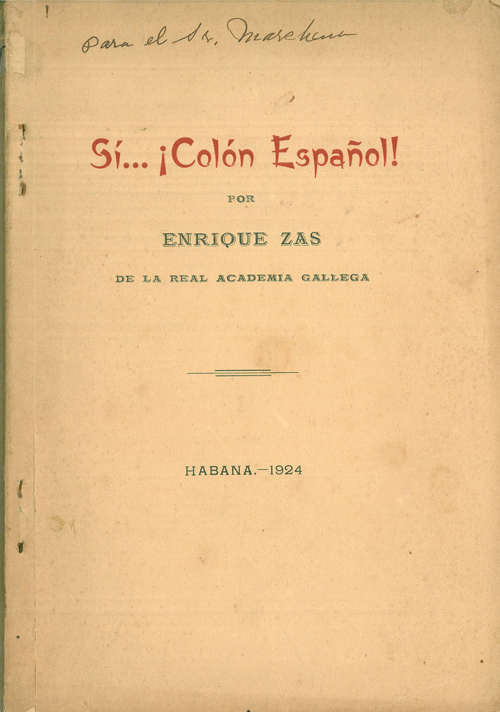 para el Sr. Marchena
Sí... ¡Colón Español!
POR
ENRIQUE ZAS
DE LA REAL ACADEMIA GALLEGA
HABANA.—1924